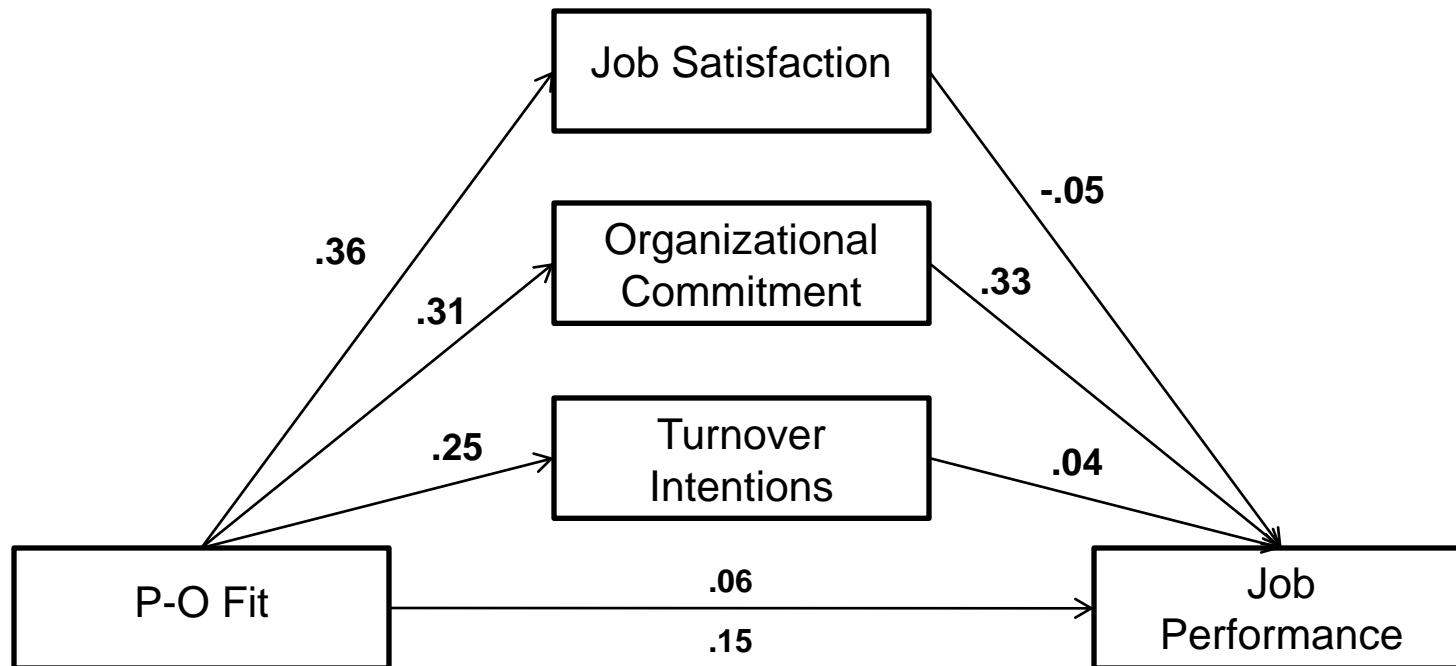 Job Satisfaction
-.05
Organizational
Commitment
.36
.33
.31
Turnover
Intentions
.25
.04
P-O Fit
.06
.15
Job
Performance